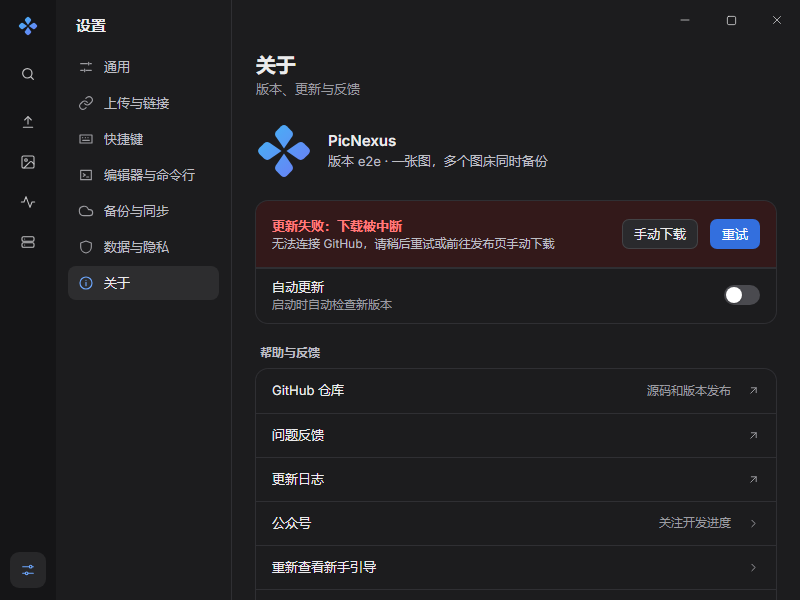 设置
通用
上传与链接
快捷键
编辑器与命令行
备份与同步
数据与隐私
关于
关于
版本、更新与反馈
PicNexus
版本 e2e · 一张图，多个图床同时备份
更新失败：下载被中断
无法连接 GitHub，请稍后重试或前往发布页手动下载
手动下载
重试
自动更新
启动时自动检查新版本
帮助与反馈
GitHub 仓库
源码和版本发布
问题反馈
更新日志
公众号
关注开发进度
重新查看新手引导